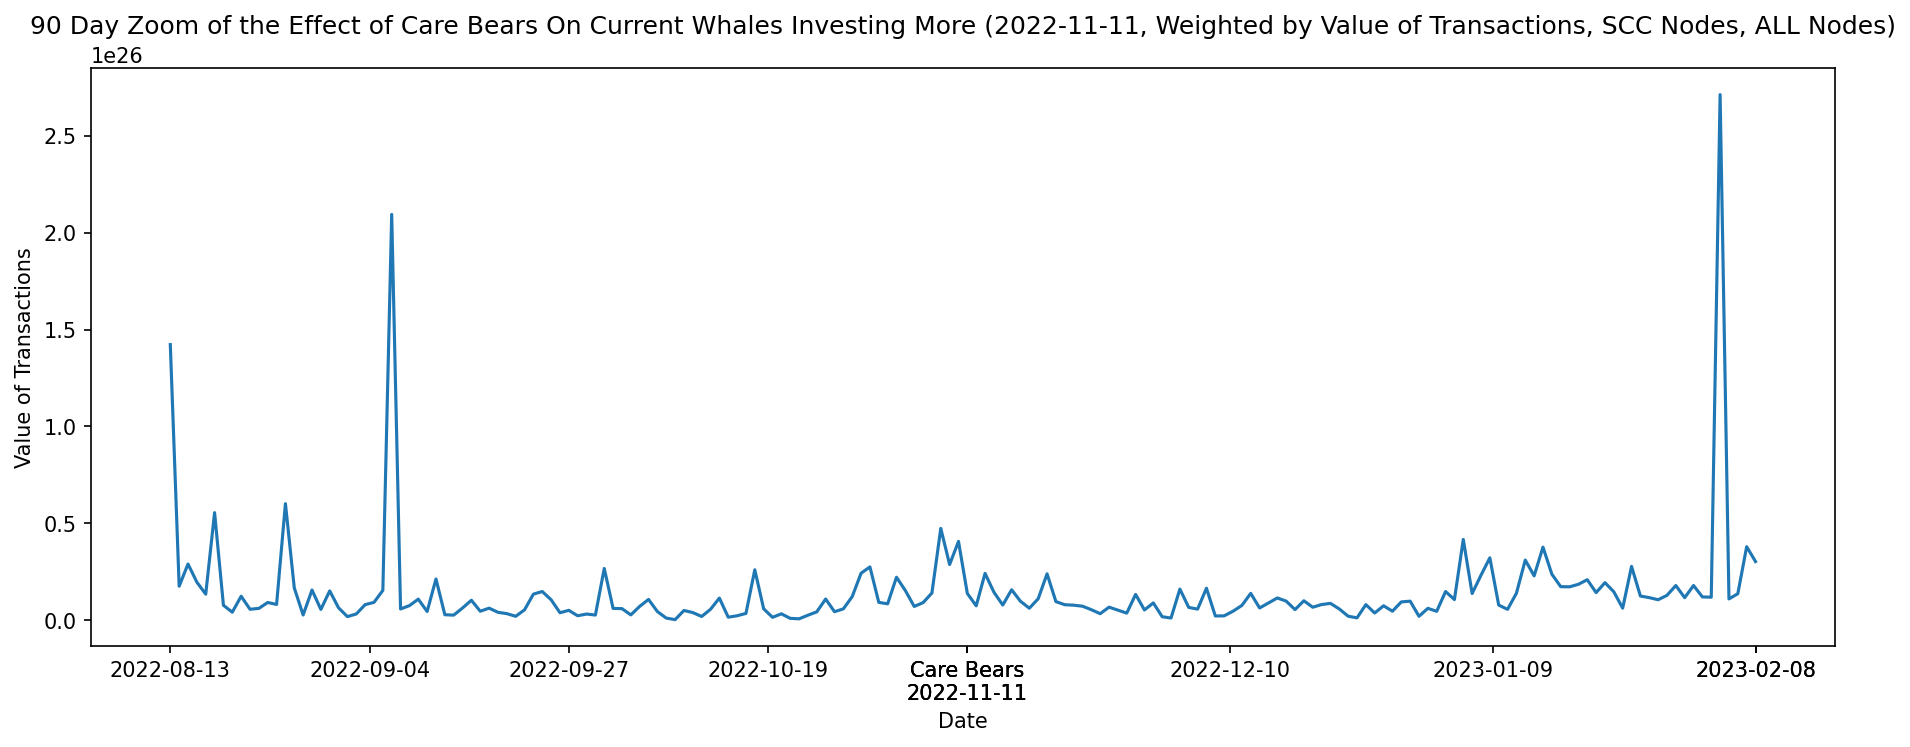 90 Day Zoom of the Effect of Care Bears On Current Whales Investing More (2022-11-11, Weighted by Value of Transactions, SCC Nodes, ALL Nodes)
1e26
2.5
2.0
1.5
1.0
0.5
0.0
Value of Transactions
2022-08-13 2022-09-04 2022-09-27 2022-10-19 Care Bears 2022-12-10 2023-01-09 2023-02-08
2022-11-11
Date